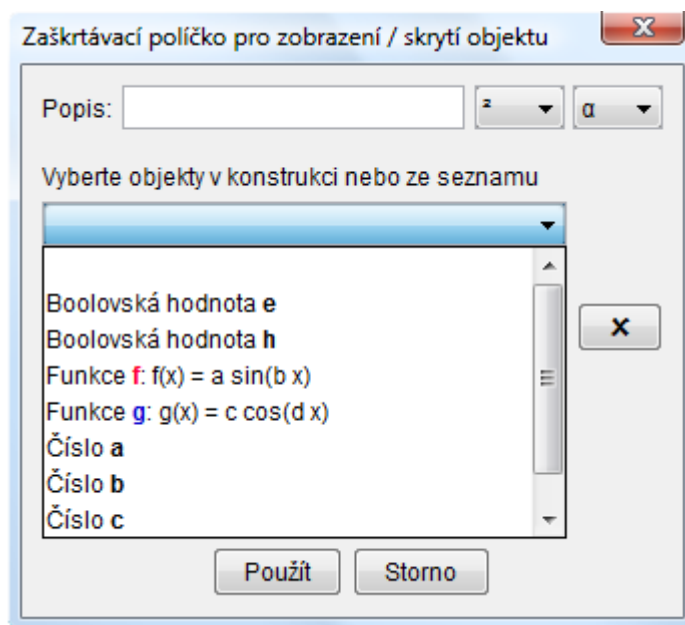 Zaškrtávací políčko pro zobrazení / skrytí objektu
Popis: ² α
Vyberte objekty v konstrukci nebo ze seznamu
Boolovská hodnota e
Boolovská hodnota h
Funkce f: f(x) = a sin(b x)
Funkce g: g(x) = c cos(d x)
Číslo a
Číslo b
Číslo c
Použít Storno